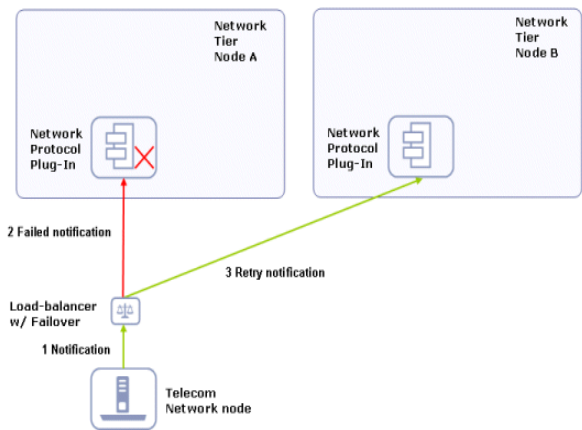 Network
Tier
Node A
Network
Tier
Node B
Network
Protocol
Plug-In
Network
Protocol
Plug-In
2 Failed notification
3 Retry notification
Load-balancer
w/ Failover
1 Notification
Telecom
Network node